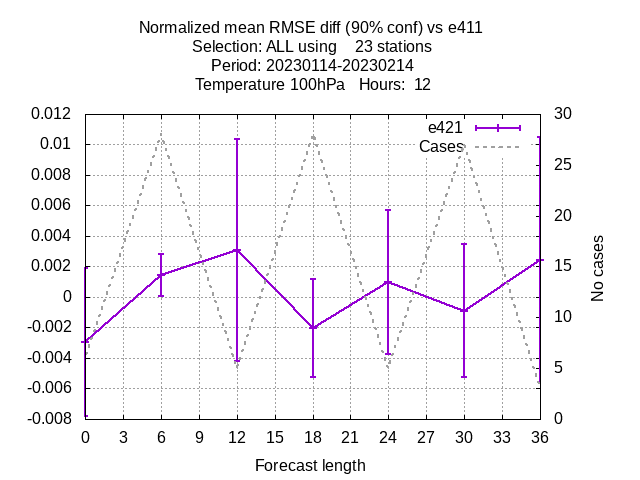 Normalized mean RMSE diff (90% conf) vs e411
Selection: ALL using    23 stations
Period: 20230114-20230214
Temperature 100hPa   Hours:  12
0.012
0.01
0.008
0.006
0.004
0.002
0
-0.002
-0.004
-0.006
-0.008
30
25
20
15
10
5
0
e421
Cases
No cases
0 3 6 9 12 15 18 21 24 27 30 33 36
Forecast length